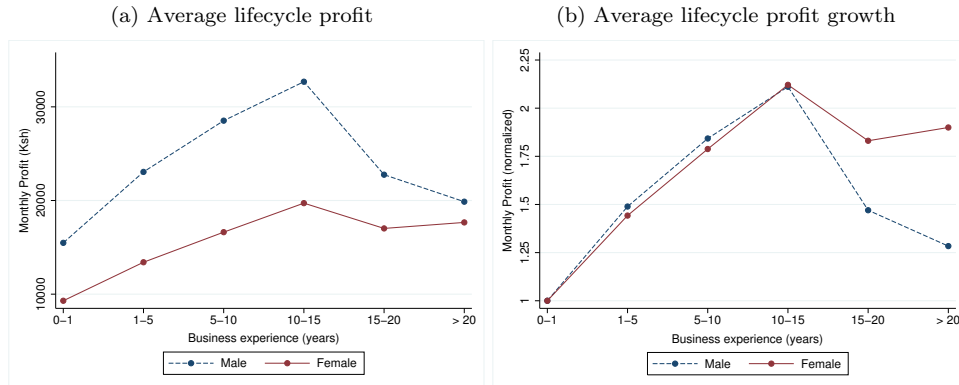 (a) Average lifecycle profit
Monthly Profit (Ksh)
30000
20000
10000
0−1
1−5
5−10
10−15
15−20
> 20
Business experience (years)
Male
Female
(b) Average lifecycle profit growth
Monthly Profit (normalized)
2.25
2
1.75
1.5
1.25
1
0−1
1−5
5−10
10−15
15−20
> 20
Business experience (years)
Male
Female